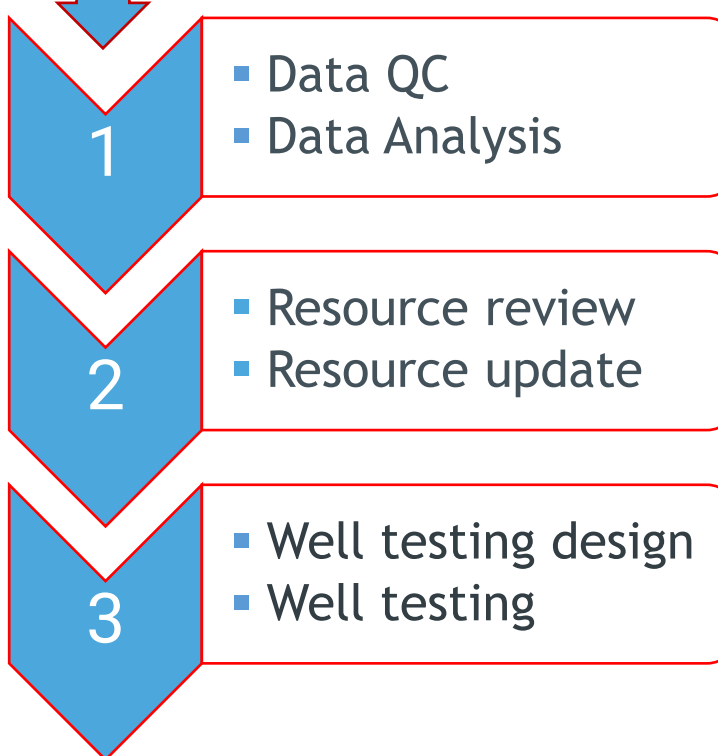 1
▪ Data QC
▪ Data Analysis
2
▪ Resource review
▪ Resource update
3
▪ Well testing design
▪ Well testing